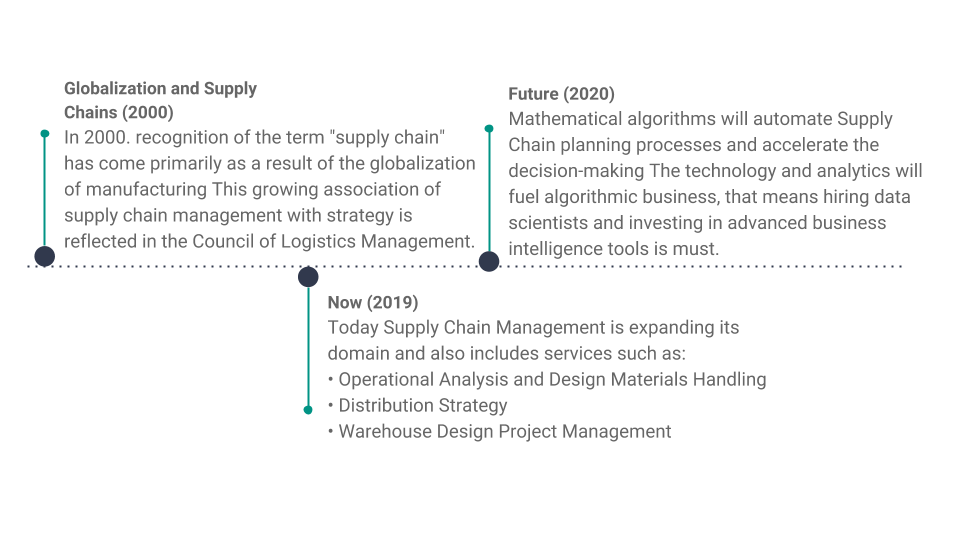 Globalization and Supply
Chains (2000)
In 2000. recognition of the term "supply chain"
has come primarily as a result of the globalization
of manufacturing This growing association of
supply chain management with strategy is
reflected in the Council of Logistics Management.
Future (2020)
Mathematical algorithms will automate Supply
Chain planning processes and accelerate the
decision-making The technology and analytics will
fuel algorithmic business, that means hiring data
scientists and investing in advanced business
intelligence tools is must.
Now (2019)
Today Supply Chain Management is expanding its
domain and also includes services such as:
• Operational Analysis and Design Materials Handling
• Distribution Strategy
• Warehouse Design Project Management